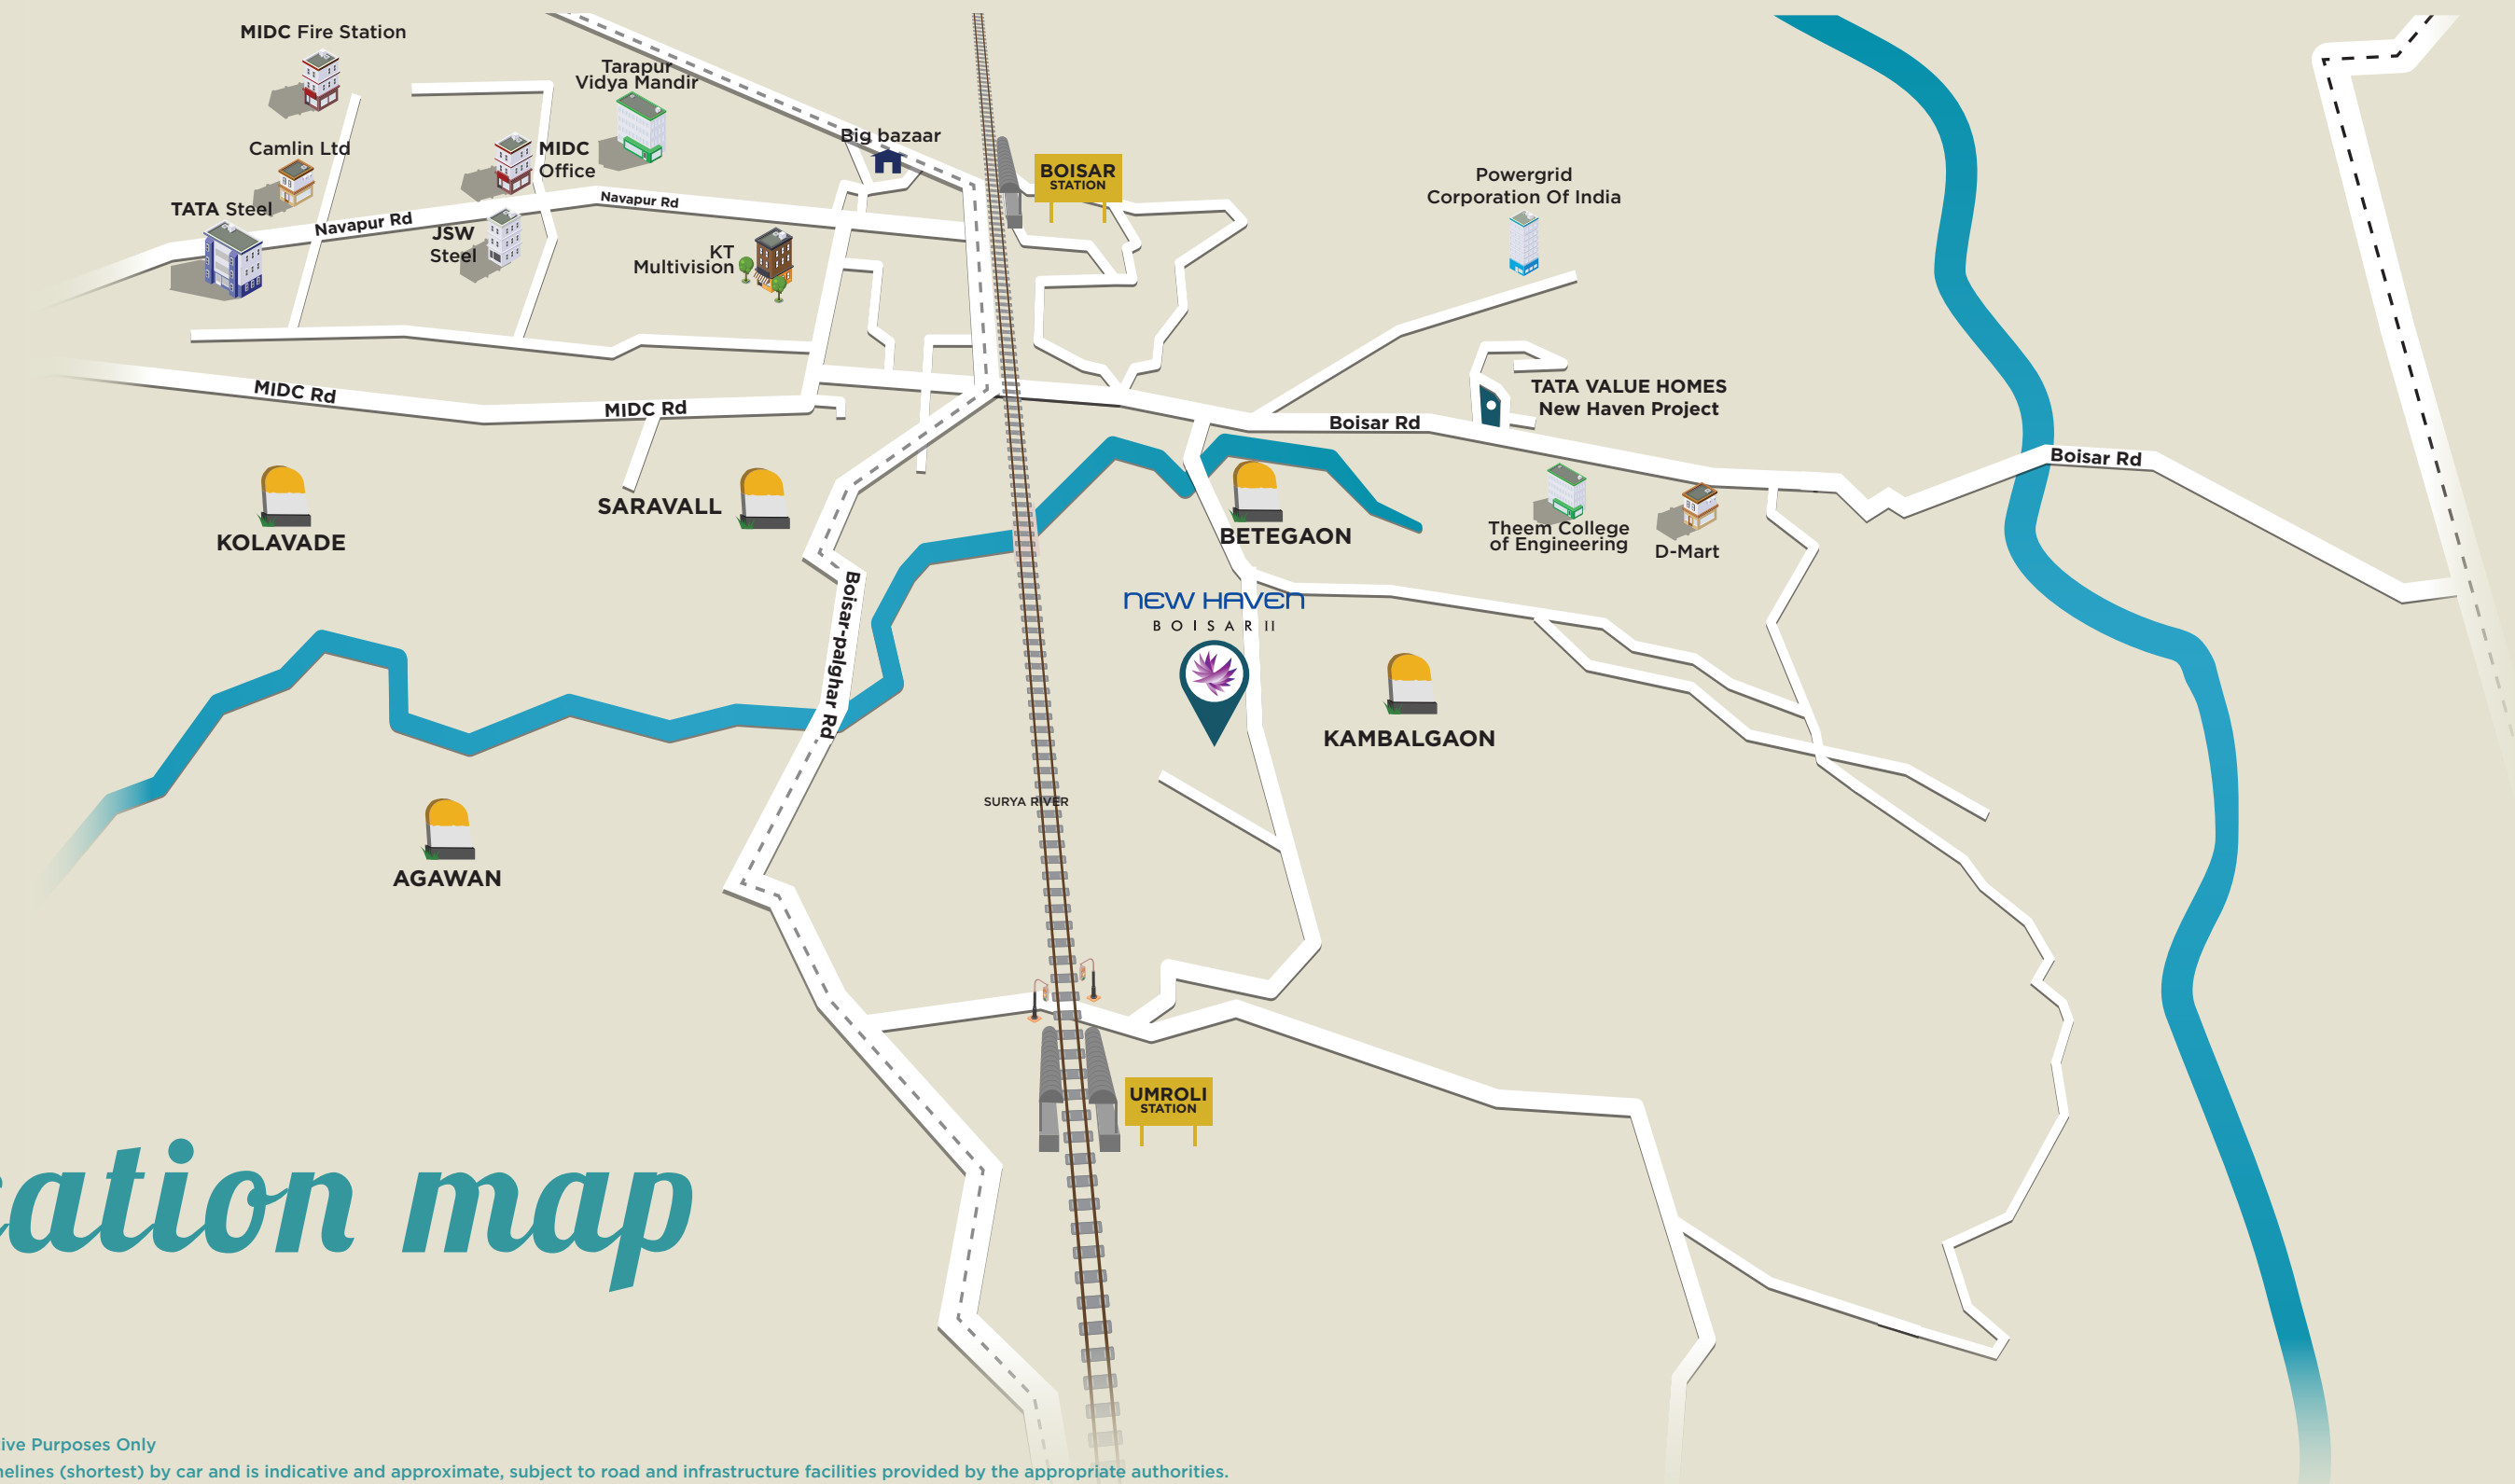 MIDC Fire Station
Tarapur
Vidya Mandir
Big bazaar
Camlin Ltd
MIDC
Office
BOISAR
STATION
Powergrid
Corporation Of India
TATA Steel
Navapur Rd
Navapur Rd
JSW
Steel
KT
Multivision
MIDC Rd
MIDC Rd
TATA VALUE HOMES
New Haven Project
Boisar Rd
Boisar Rd
KOLAVADE
SARAVALL
BETEGAON
Theem College
of Engineering
D-Mart
Boisar-palghar Rd
NEW HAVEN
BOISAR II
KAMBALGAON
SURYA RIVER
AGAWAN
UMROLI
STATION
cation map
ive Purposes Only
nelines (shortest) by car and is indicative and approximate, subject to road and infrastructure facilities provided by the appropriate authorities.